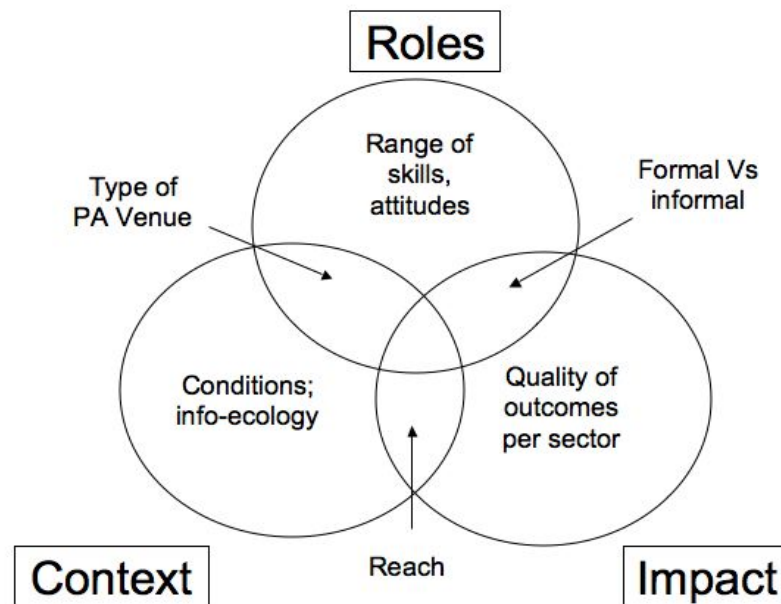 Roles
Range of
skills,
attitudes
Type of
PA Venue
Formal Vs
informal
Conditions;
info-ecology
Quality of
outcomes
per sector
Reach
Context
Impact